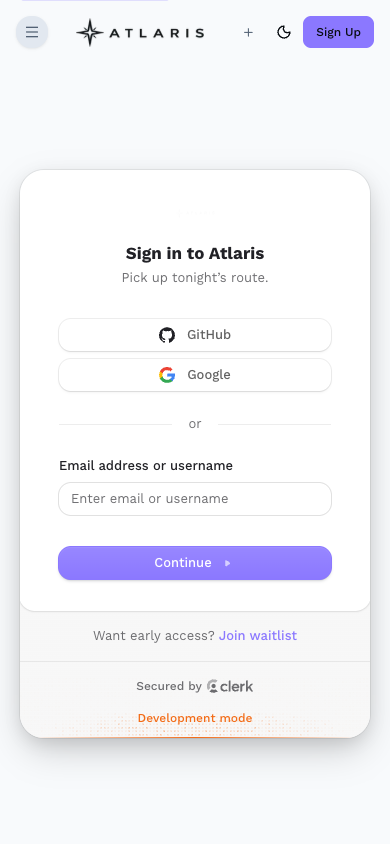 ATLARIS
Sign Up
Sign in to Atlaris
Pick up tonight’s route.
GitHub
Google
or
Email address or username
Enter email or username
Continue
Want early access? Join waitlist
Secured by clerk
Development mode